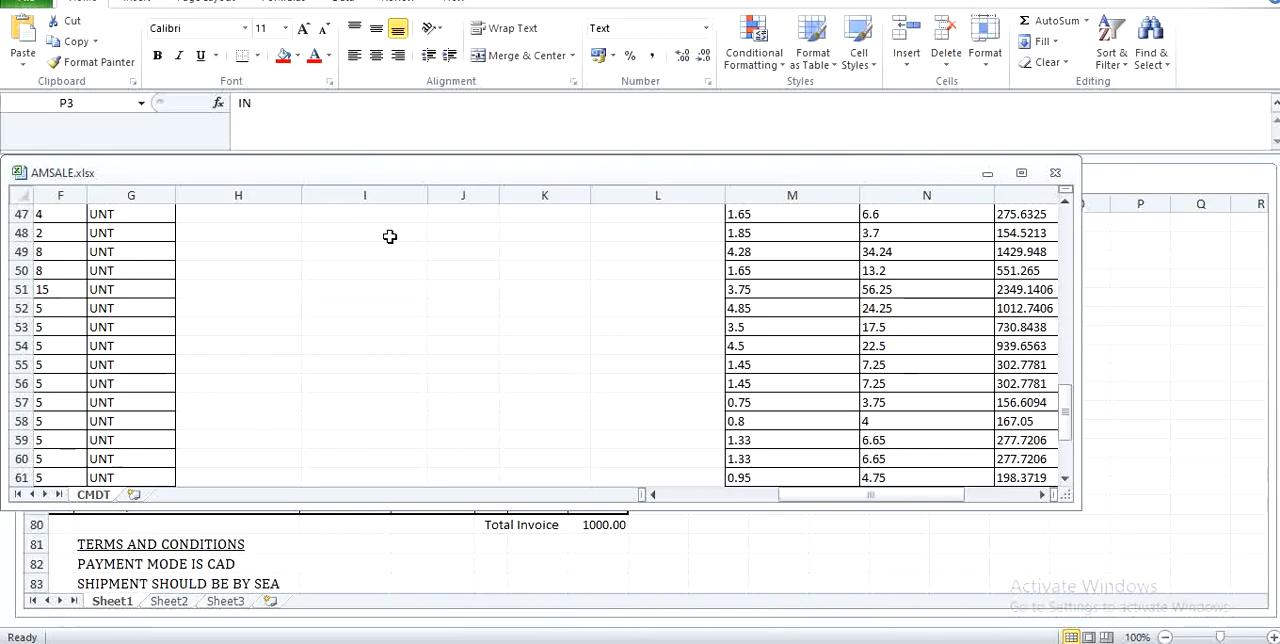 Cut
Copy
Format Painter
Paste
Clipboard
Calibri 11
A A
B I U A
Font
Wrap Text
Merge & Center
Alignment
Text
% ,
Number
Conditional Formatting
Format as Table
Cell Styles
Styles
Insert
Delete
Format
Cells
Σ AutoSum
Fill
Clear
Sort & Filter
Find & Select
Editing
P3 fx IN
AMSALE.xlsx
F G H I J K L M N
47 4 UNT 1.65 6.6 275.6325
48 2 UNT 1.85 3.7 154.5213
49 8 UNT 4.28 34.24 1429.948
50 8 UNT 1.65 13.2 551.265
51 15 UNT 3.75 56.25 2349.1406
52 5 UNT 4.85 24.25 1012.7406
53 5 UNT 3.5 17.5 730.8438
54 5 UNT 4.5 22.5 939.6563
55 5 UNT 1.45 7.25 302.7781
56 5 UNT 1.45 7.25 302.7781
57 5 UNT 0.75 3.75 156.6094
58 5 UNT 0.8 4 167.05
59 5 UNT 1.33 6.65 277.7206
60 5 UNT 1.33 6.65 277.7206
61 5 UNT 0.95 4.75 198.3719
CMDT
P Q R
80 Total Invoice 1000.00
81 TERMS AND CONDITIONS
82 PAYMENT MODE IS CAD
83 SHIPMENT SHOULD BE BY SEA
Sheet1 Sheet2 Sheet3
Activate Windows
Go to Settings to activate Windows.
Ready 100%